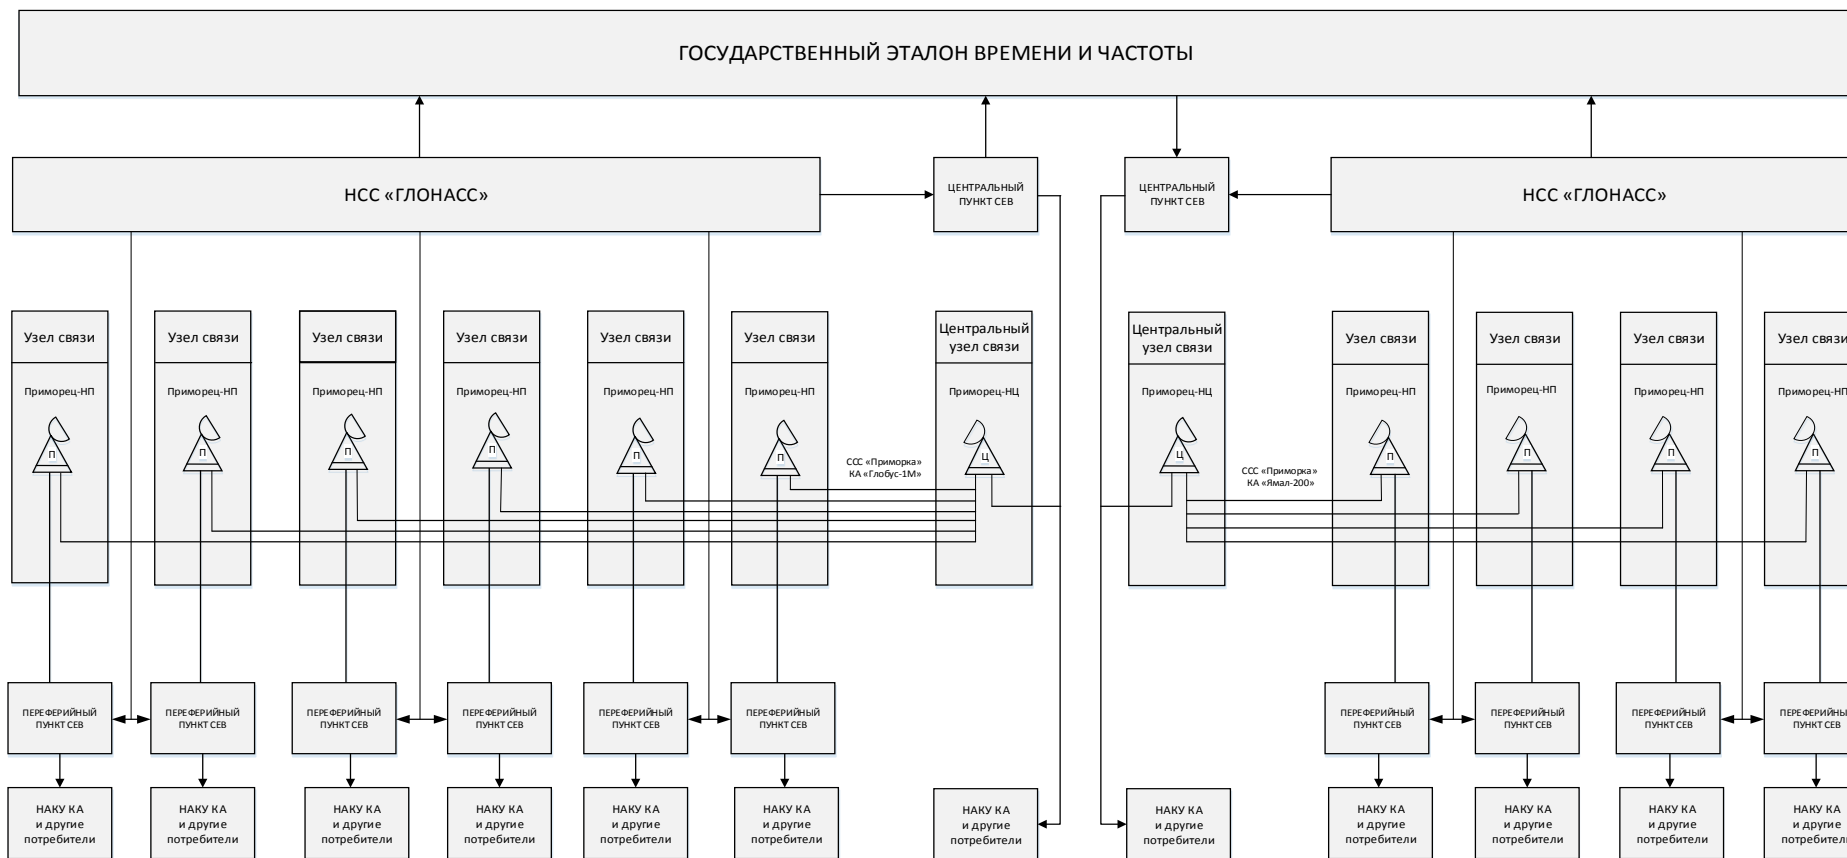 ГОСУДАРСТВЕННЫЙ ЭТАЛОН ВРЕМЕНИ И ЧАСТОТЫ
НСС «ГЛОНАСС»
ЦЕНТРАЛЬНЫЙ
ПУНКТ СЕВ
ЦЕНТРАЛЬНЫЙ
ПУНКТ СЕВ
НСС «ГЛОНАСС»
Узел связи
Узел связи
Узел связи
Узел связи
Узел связи
Узел связи
Центральный
узел связи
Центральный
узел связи
Узел связи
Узел связи
Узел связи
Узел связи
Приморец-НП
Приморец-НП
Приморец-НП
Приморец-НП
Приморец-НП
Приморец-НП
Приморец-НЦ
Приморец-НЦ
Приморец-НП
Приморец-НП
Приморец-НП
Приморец-НП
П
П
П
П
П
П
Ц
Ц
П
П
П
П
ССС «Приморка»
КА «Глобус-1М»
ССС «Приморка»
КА «Ямал-200»
ПЕРЕФЕРИЙНЫЙ
ПУНКТ СЕВ
ПЕРЕФЕРИЙНЫЙ
ПУНКТ СЕВ
ПЕРЕФЕРИЙНЫЙ
ПУНКТ СЕВ
ПЕРЕФЕРИЙНЫЙ
ПУНКТ СЕВ
ПЕРЕФЕРИЙНЫЙ
ПУНКТ СЕВ
ПЕРЕФЕРИЙНЫЙ
ПУНКТ СЕВ
ПЕРЕФЕРИЙНЫЙ
ПУНКТ СЕВ
ПЕРЕФЕРИЙНЫЙ
ПУНКТ СЕВ
ПЕРЕФЕРИЙНЫЙ
ПУНКТ СЕВ
ПЕРЕФЕРИЙНЫЙ
ПУНКТ СЕВ
НАКУ КА
и другие
потребители
НАКУ КА
и другие
потребители
НАКУ КА
и другие
потребители
НАКУ КА
и другие
потребители
НАКУ КА
и другие
потребители
НАКУ КА
и другие
потребители
НАКУ КА
и другие
потребители
НАКУ КА
и другие
потребители
НАКУ КА
и другие
потребители
НАКУ КА
и другие
потребители
НАКУ КА
и другие
потребители
НАКУ КА
и другие
потребители